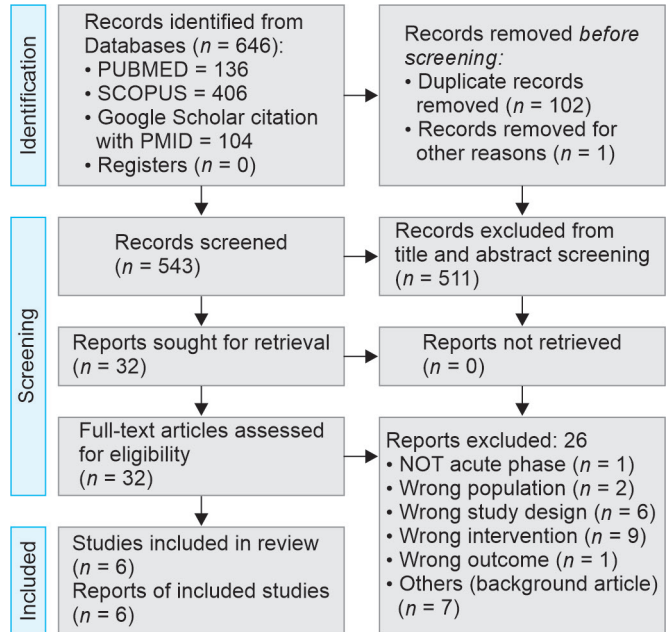 Identification
Records identified from
Databases (n = 646):
• PUBMED = 136
• SCOPUS = 406
• Google Scholar citation
with PMID = 104
• Registers (n = 0)
Records removed before
screening:
• Duplicate records
removed (n = 102)
• Records removed for
other reasons (n = 1)
Screening
Records screened
(n = 543)
Records excluded from
title and abstract screening
(n = 511)
Reports sought for retrieval
(n = 32)
Reports not retrieved
(n = 0)
Full-text articles assessed
for eligibility
(n = 32)
Reports excluded: 26
• NOT acute phase (n = 1)
• Wrong population (n = 2)
• Wrong study design (n = 6)
• Wrong intervention (n = 9)
• Wrong outcome (n = 1)
• Others (background article)
(n = 7)
Included
Studies included in review
(n = 6)
Reports of included studies
(n = 6)